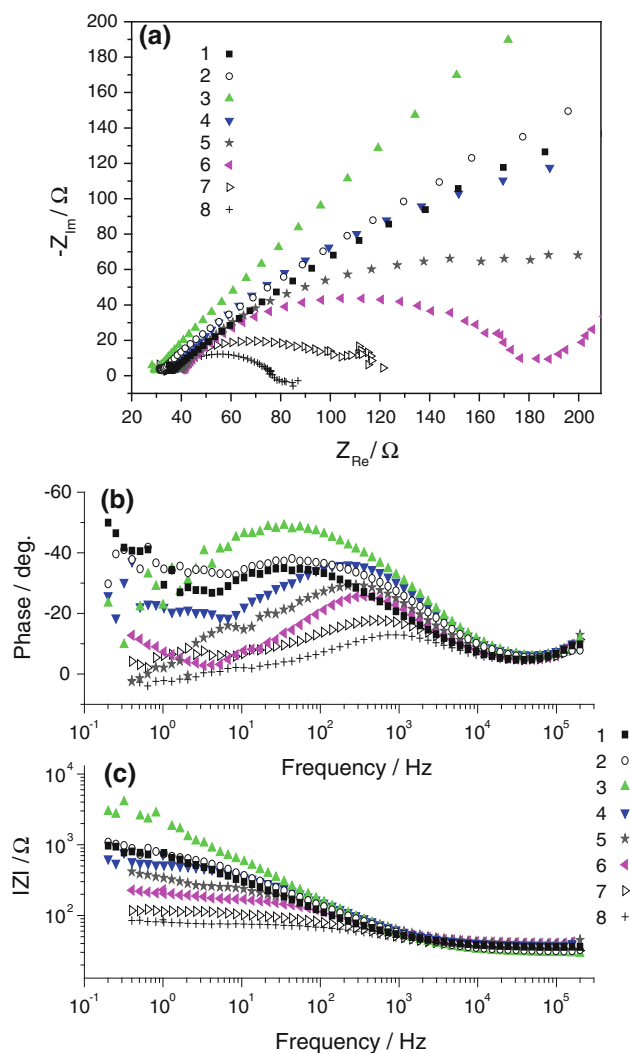 (a)
200
180
160
140
120
100
80
60
40
20
0
-Z_Im / Ω
1
2
3
4
5
6
7
8
20 40 60 80 100 120 140 160 180 200
Z_Re / Ω
(b)
-60
-40
-20
0
Phase / deg.
10^-1 10^0 10^1 10^2 10^3 10^4 10^5
Frequency / Hz
(c)
10^4
10^3
10^2
IZI / Ω
10^-1 10^0 10^1 10^2 10^3 10^4 10^5
Frequency / Hz
1
2
3
4
5
6
7
8